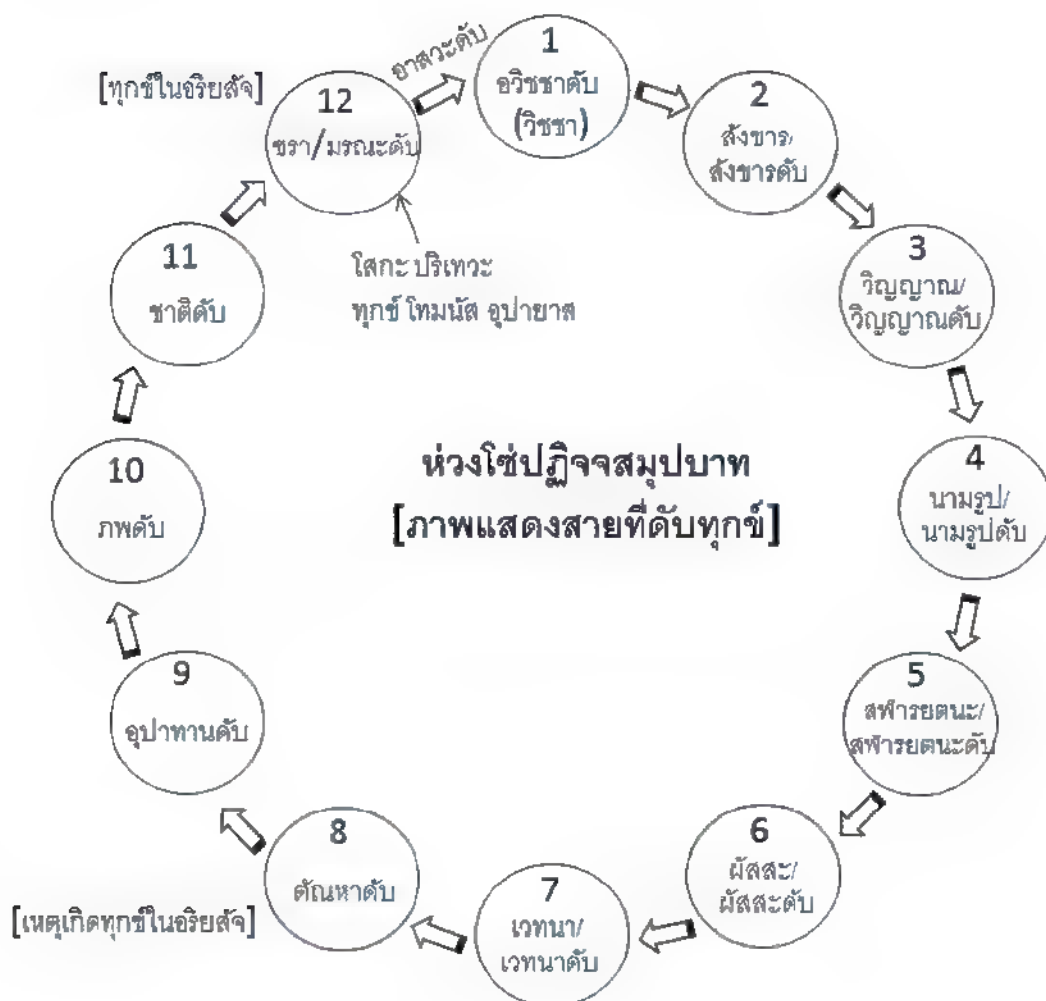 ห่วงโซ่ปฏิจจสมุปบาท
[ภาพแสดงสายที่ดับทุกข์]
1
อวิชชาดับ
(วิชชา)
2
สังขาร/
สังขารดับ
3
วิญญาณ/
วิญญาณดับ
4
นามรูป/
นามรูปดับ
5
สฬารยตนะ/
สฬารยตนะดับ
6
ผัสสะ/
ผัสสะดับ
7
เวทนา/
เวทนาดับ
8
ตัณหาดับ
[เหตุเกิดทุกข์ในอริยสัจ]
9
อุปาทานดับ
10
ภพดับ
11
ชาติดับ
12
ชรา/มรณะดับ
[ทุกข์ในอริยสัจ]
อาสวะดับ
โสกะ ปริเทวะ
ทุกข์ โทมนัส อุปายาส